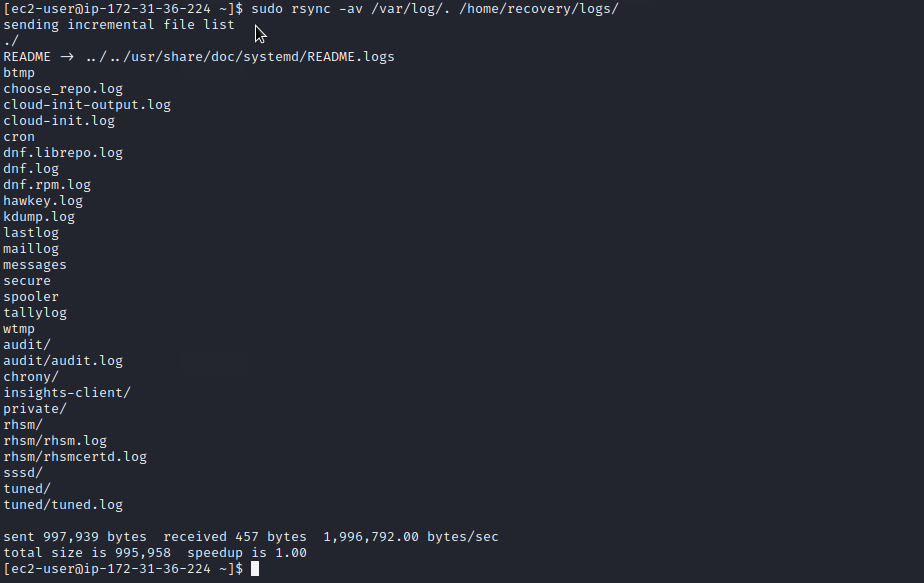 [ec2-user@ip-172-31-36-224 ~]$ sudo rsync -av /var/log/. /home/recovery/logs/
sending incremental file list
./
README → ../../usr/share/doc/systemd/README.logs
btmp
choose_repo.log
cloud-init-output.log
cloud-init.log
cron
dnf.librepo.log
dnf.log
dnf.rpm.log
hawkey.log
kdump.log
lastlog
maillog
messages
secure
spooler
tallylog
wtmp
audit/
audit/audit.log
chrony/
insights-client/
private/
rhsm/
rhsm/rhsm.log
rhsm/rhsmcertd.log
sssd/
tuned/
tuned/tuned.log
sent 997,939 bytes  received 457 bytes  1,996,792.00 bytes/sec
total size is 995,958  speedup is 1.00
[ec2-user@ip-172-31-36-224 ~]$